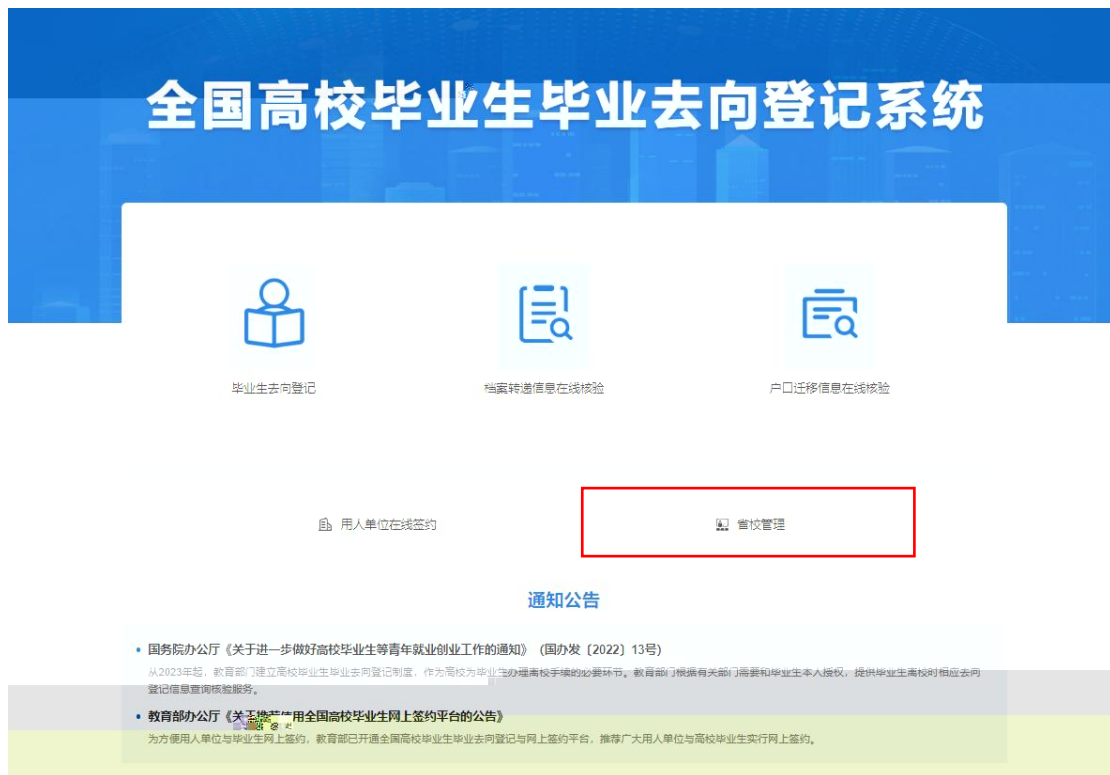 全国高校毕业生毕业去向登记系统
毕业生去向登记
档案转递信息在线核验
户口迁移信息在线核验
用人单位在线签约
省校管理
通知公告
• 国务院办公厅《关于进一步做好高校毕业生等青年就业创业工作的通知》（国办发〔2022〕13号）
从2023年起，教育部门建立高校毕业生毕业去向登记制度，作为高校为毕业生办理离校手续的必要环节。教育部门根据有关部门需要和毕业生本人授权，提供毕业生离校时相应去向
登记信息查询核验服务。
• 教育部办公厅《关于推荐使用全国高校毕业生网上签约平台的公告》
为方便用人单位与毕业生网上签约，教育部已开通全国高校毕业生毕业去向登记与网上签约平台，推荐广大用人单位与高校毕业生实行网上签约。